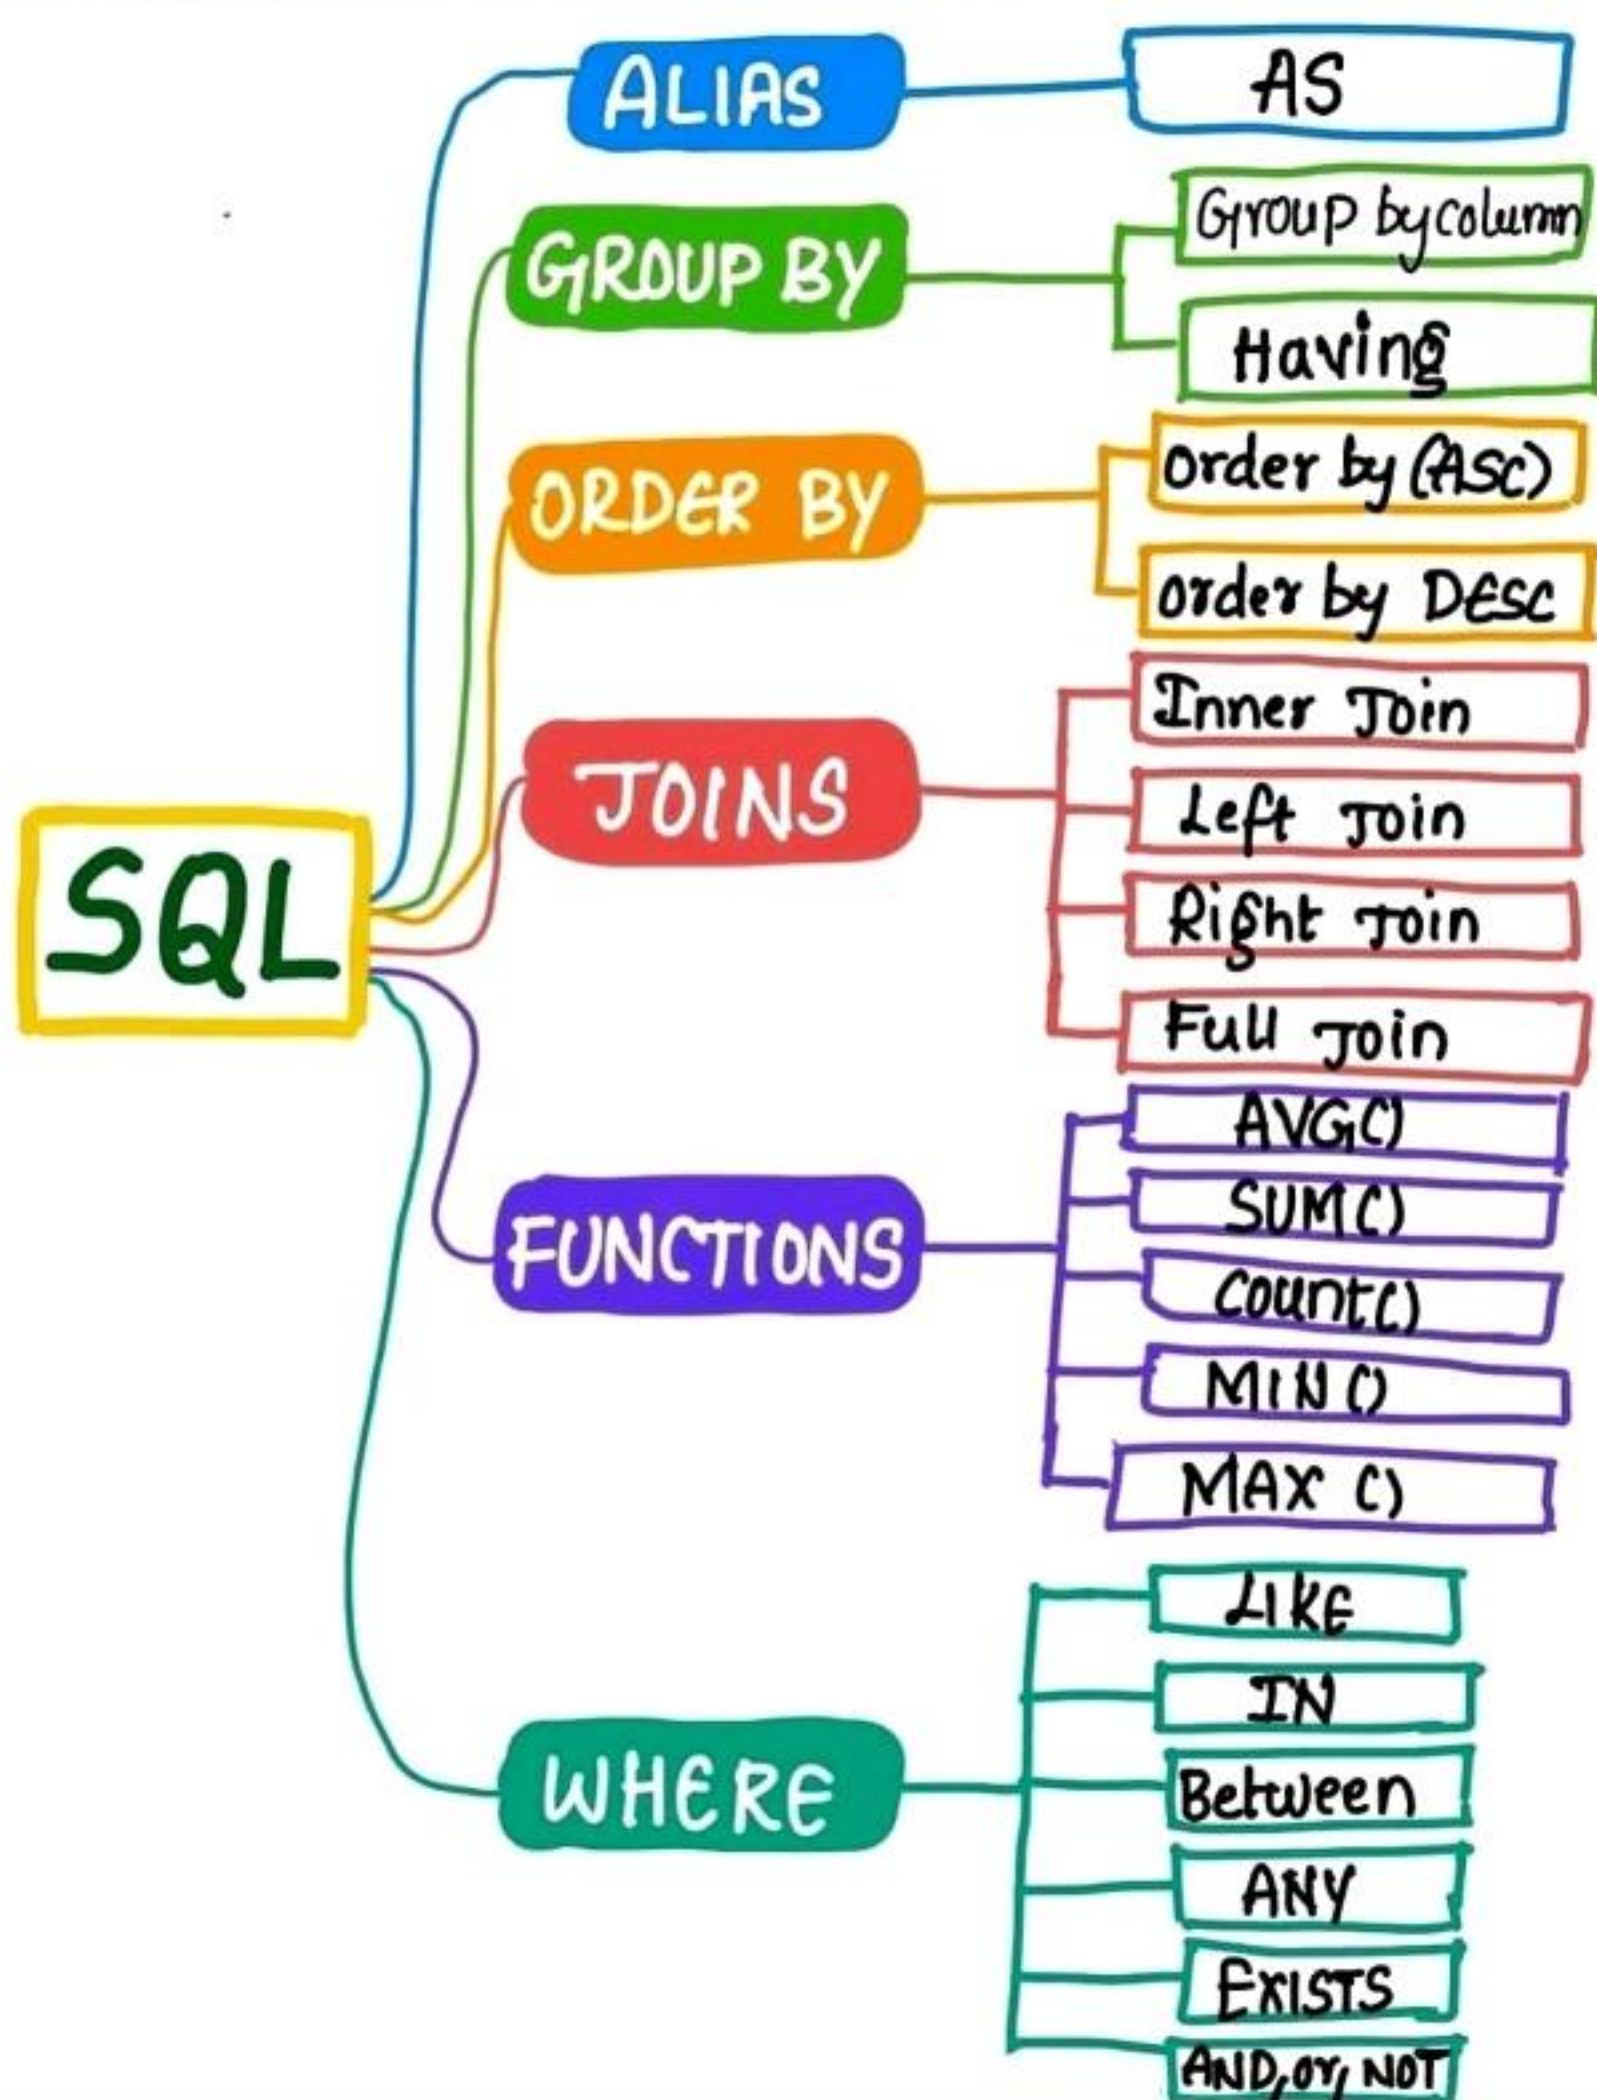 ALIAS
AS
GROUP BY
Group by column
Having
ORDER BY
order by (ASC)
order by DESC
JOINS
Inner Join
Left Join
Right Join
Full Join
SQL
FUNCTIONS
AVG()
SUM()
Count()
MIN()
MAX ()
WHERE
LIKE
IN
Between
ANY
EXISTS
AND, or, NOT